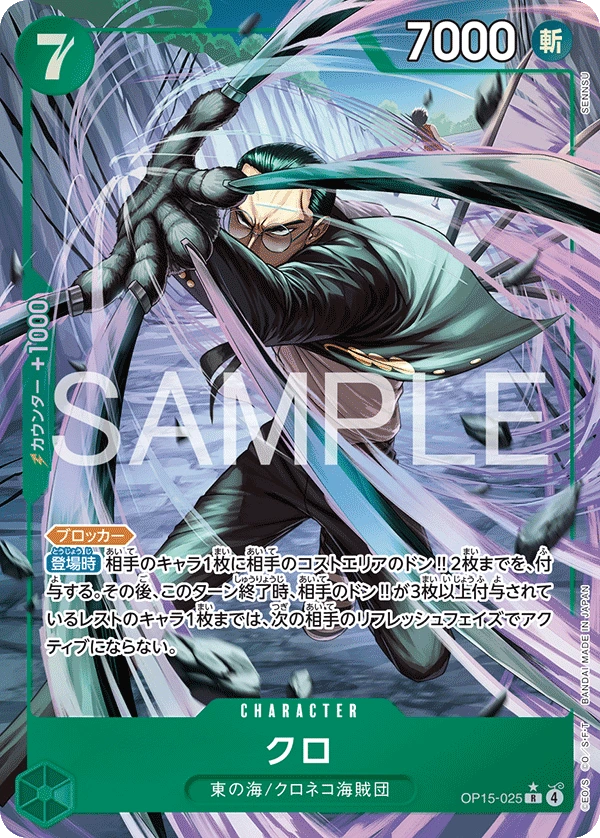 7
7000
斬
SENNSU
カウンター +1000
SAMPLE
ブロッカー
登場時 相手のキャラ1枚に相手のコストエリアのドン‼2枚までを、付
与する。その後、このターン終了時、相手のドン‼が3枚以上付与されて
いるレストのキャラ1枚までは、次の相手のリフレッシュフェイズでアク
ティブにならない。
CHARACTER
クロ
東の海/クロネコ海賊団
OP15-025 R 4
BANDAI MADE IN JAPAN
©E.O/S. ©O/S・F・T